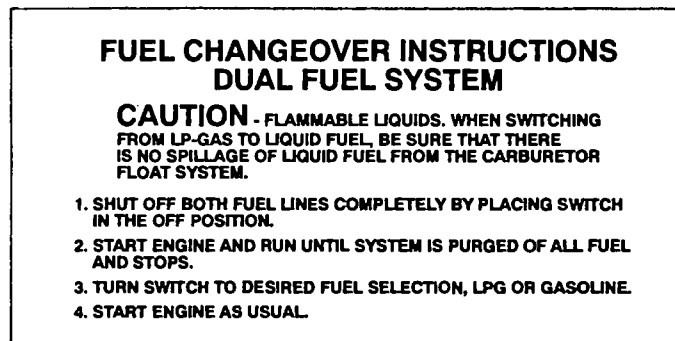 FUEL CHANGEOVER INSTRUCTIONS
DUAL FUEL SYSTEM
CAUTION - FLAMMABLE LIQUIDS. WHEN SWITCHING
FROM LP-GAS TO LIQUID FUEL, BE SURE THAT THERE
IS NO SPILLAGE OF LIQUID FUEL FROM THE CARBURETOR
FLOAT SYSTEM.
1. SHUT OFF BOTH FUEL LINES COMPLETELY BY PLACING SWITCH
IN THE OFF POSITION.
2. START ENGINE AND RUN UNTIL SYSTEM IS PURGED OF ALL FUEL
AND STOPS.
3. TURN SWITCH TO DESIRED FUEL SELECTION, LPG OR GASOLINE.
4. START ENGINE AS USUAL.